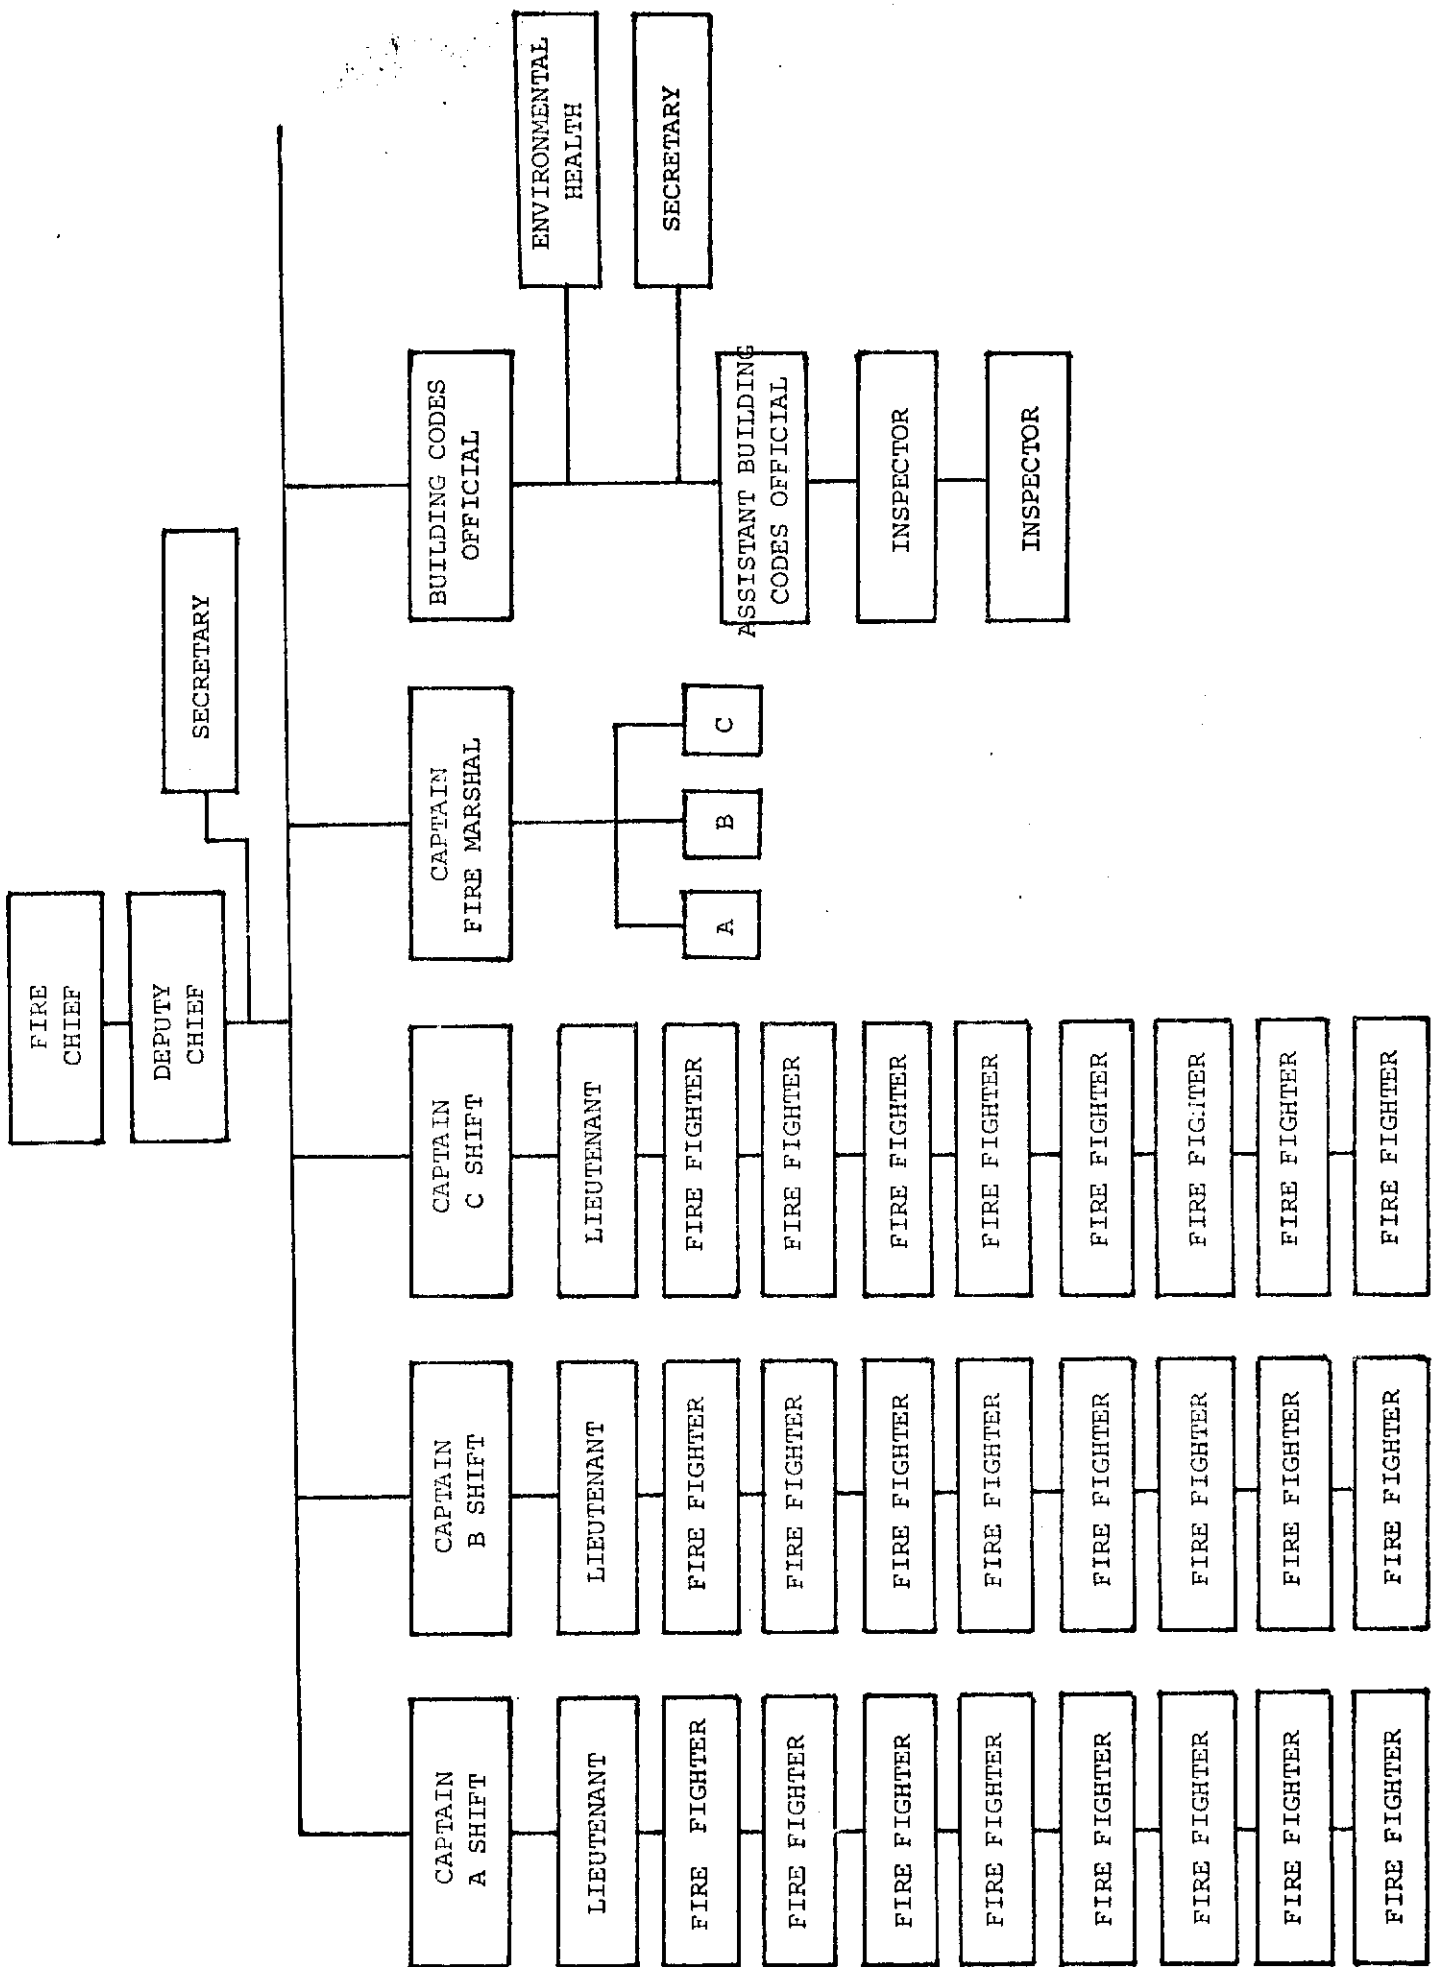 FIRE
CHIEF
DEPUTY
CHIEF
SECRETARY
CAPTAIN
A SHIFT
LIEUTENANT
FIRE FIGHTER
FIRE FIGHTER
FIRE FIGHTER
FIRE FIGHTER
FIRE FIGHTER
FIRE FIGHTER
FIRE FIGHTER
FIRE FIGHTER
CAPTAIN
B SHIFT
LIEUTENANT
FIRE FIGHTER
FIRE FIGHTER
FIRE FIGHTER
FIRE FIGHTER
FIRE FIGHTER
FIRE FIGHTER
FIRE FIGHTER
FIRE FIGHTER
CAPTAIN
C SHIFT
LIEUTENANT
FIRE FIGHTER
FIRE FIGHTER
FIRE FIGHTER
FIRE FIGHTER
FIRE FIGHTER
FIRE FIGHTER
FIRE FIGHTER
FIRE FIGHTER
CAPTAIN
FIRE MARSHAL
A
B
C
BUILDING CODES
OFFICIAL
ENVIRONMENTAL
HEALTH
SECRETARY
ASSISTANT BUILDING
CODES OFFICIAL
INSPECTOR
INSPECTOR